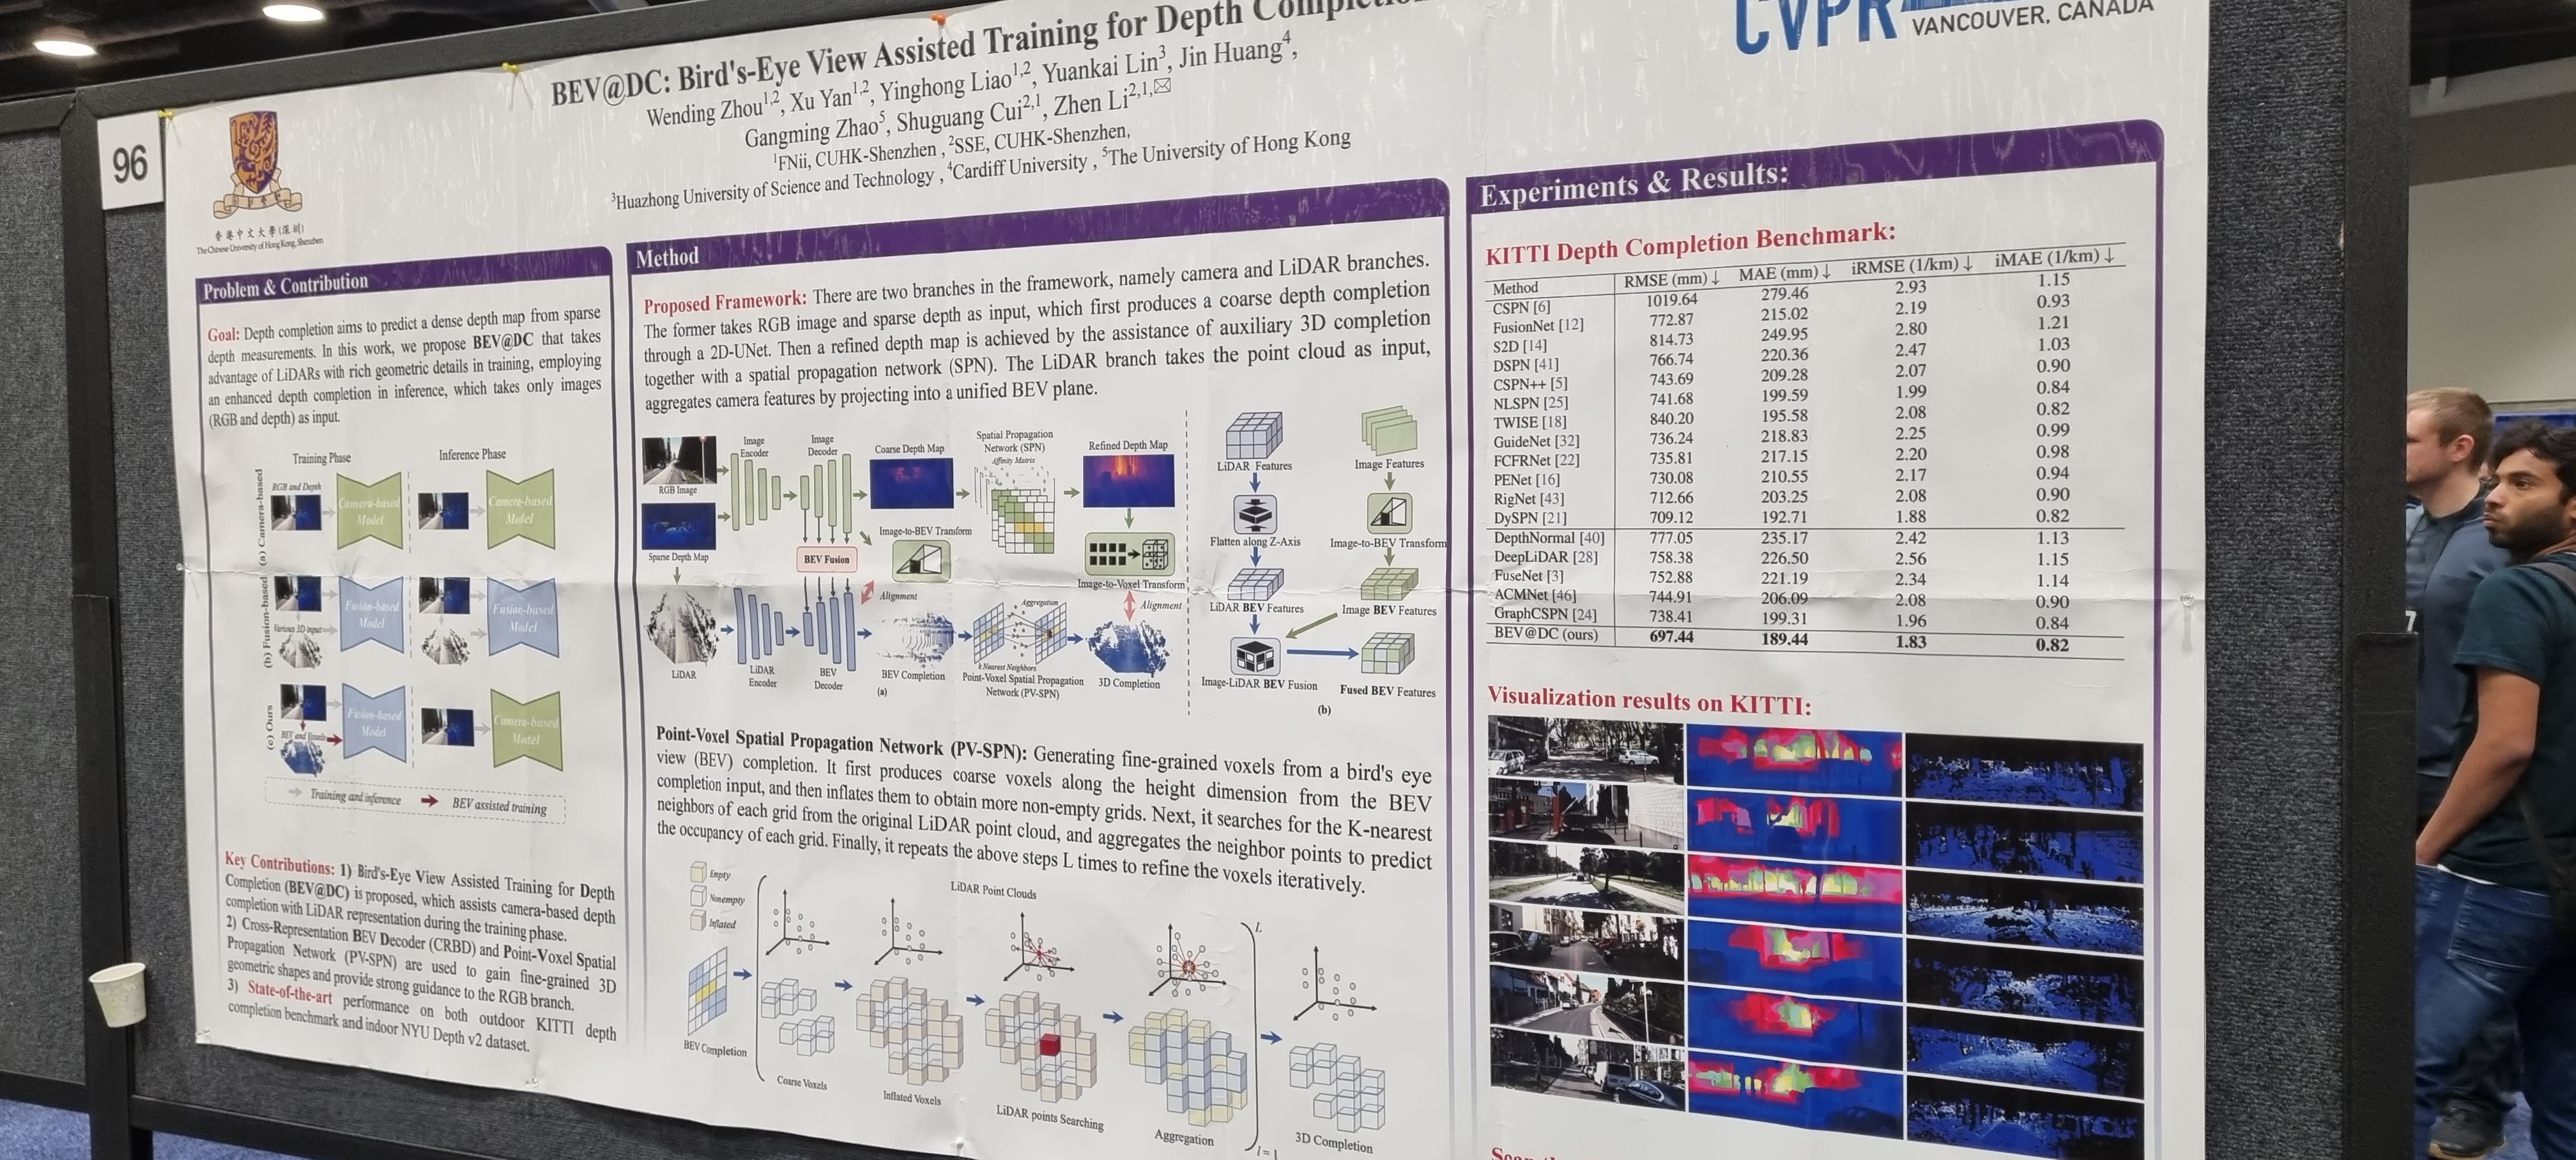 BEV@DC: Bird's-Eye View Assisted Training for Depth Completion
Wending Zhou1,2, Xu Yan1,2, Yinghong Liao1,2, Yuankai Lin3, Jin Huang4,
Gangming Zhao5, Shuguang Cui2,1, Zhen Li2,1,✉
1FNii, CUHK-Shenzhen , 2SSE, CUHK-Shenzhen,
3Huazhong University of Science and Technology , 4Cardiff University , 5The University of Hong Kong
CVPR
VANCOUVER, CANADA
96
香港中文大學(深圳)
The Chinese University of Hong Kong, Shenzhen
Problem & Contribution
Goal: Depth completion aims to predict a dense depth map from sparse
depth measurements. In this work, we propose BEV@DC that takes
advantage of LiDARs with rich geometric details in training, employing
an enhanced depth completion in inference, which takes only images
(RGB and depth) as input.
Training Phase
Inference Phase
(a) Camera-based
RGB and Depth
Camera-based
Model
Camera-based
Model
(b) Fusion-based
Various 3D input
Fusion-based
Model
Fusion-based
Model
(c) Ours
BEV and Voxels
Fusion-based
Model
Camera-based
Model
Training and inference
BEV assisted training
Key Contributions: 1) Bird's-Eye View Assisted Training for Depth
Completion (BEV@DC) is proposed, which assists camera-based depth
completion with LiDAR representation during the training phase.
2) Cross-Representation BEV Decoder (CRBD) and Point-Voxel Spatial
Propagation Network (PV-SPN) are used to gain fine-grained 3D
geometric shapes and provide strong guidance to the RGB branch.
3) State-of-the-art performance on both outdoor KITTI depth
completion benchmark and indoor NYU Depth v2 dataset.
Method
Proposed Framework: There are two branches in the framework, namely camera and LiDAR branches.
The former takes RGB image and sparse depth as input, which first produces a coarse depth completion
through a 2D-UNet. Then a refined depth map is achieved by the assistance of auxiliary 3D completion
together with a spatial propagation network (SPN). The LiDAR branch takes the point cloud as input,
aggregates camera features by projecting into a unified BEV plane.
RGB Image
Sparse Depth Map
Image
Encoder
Image
Decoder
Coarse Depth Map
Spatial Propagation
Network (SPN)
Affinity Matrix
Refined Depth Map
BEV Fusion
Image-to-BEV Transform
Image-to-Voxel Transform
Alignment
Alignment
LiDAR
LiDAR
Encoder
BEV
Decoder
BEV Completion
Aggregation
K Nearest Neighbors
Point-Voxel Spatial Propagation
Network (PV-SPN)
3D Completion
(a)
LiDAR Features
Image Features
Flatten along Z-Axis
Image-to-BEV Transform
LiDAR BEV Features
Image BEV Features
Image-LiDAR BEV Fusion
Fused BEV Features
(b)
Point-Voxel Spatial Propagation Network (PV-SPN): Generating fine-grained voxels from a bird's eye
view (BEV) completion. It first produces coarse voxels along the height dimension from the BEV
completion input, and then inflates them to obtain more non-empty grids. Next, it searches for the K-nearest
neighbors of each grid from the original LiDAR point cloud, and aggregates the neighbor points to predict
the occupancy of each grid. Finally, it repeats the above steps L times to refine the voxels iteratively.
Empty
Nonempty
Inflated
LiDAR Point Clouds
L
BEV Completion
Coarse Voxels
Inflated Voxels
LiDAR points Searching
Aggregation
l = 1
3D Completion
Experiments & Results:
KITTI Depth Completion Benchmark:
Method RMSE (mm) ↓ MAE (mm) ↓ iRMSE (1/km) ↓ iMAE (1/km) ↓
CSPN [6] 1019.64 279.46 2.93 1.15
FusionNet [12] 772.87 215.02 2.19 0.93
S2D [14] 814.73 249.95 2.80 1.21
DSPN [41] 766.74 220.36 2.47 1.03
CSPN++ [5] 743.69 209.28 2.07 0.90
NLSPN [25] 741.68 199.59 1.99 0.84
TWISE [18] 840.20 195.58 2.08 0.82
GuideNet [32] 736.24 218.83 2.25 0.99
FCFRNet [22] 735.81 217.15 2.20 0.98
PENet [16] 730.08 210.55 2.17 0.94
RigNet [43] 712.66 203.25 2.08 0.90
DySPN [21] 709.12 192.71 1.88 0.82
DepthNormal [40] 777.05 235.17 2.42 1.13
DeepLiDAR [28] 758.38 226.50 2.56 1.15
FuseNet [3] 752.88 221.19 2.34 1.14
ACMNet [46] 744.91 206.09 2.08 0.90
GraphCSPN [24] 738.41 199.31 1.96 0.84
BEV@DC (ours) 697.44 189.44 1.83 0.82
Visualization results on KITTI:
7